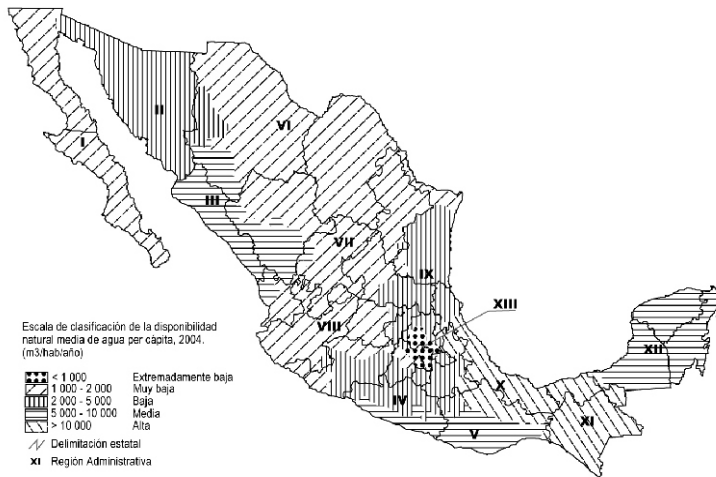 II
I
VI
III
VII
IX
XIII
VIII
XII
X
IV
V
XI
Escala de clasificación de la disponibilidad
natural media de agua per cápita, 2004.
(m3/hab/año)
< 1 000 Extremadamente baja
1 000 - 2 000 Muy baja
2 000 - 5 000 Baja
5 000 - 10 000 Media
> 10 000 Alta
Delimitación estatal
XI Región Administrativa